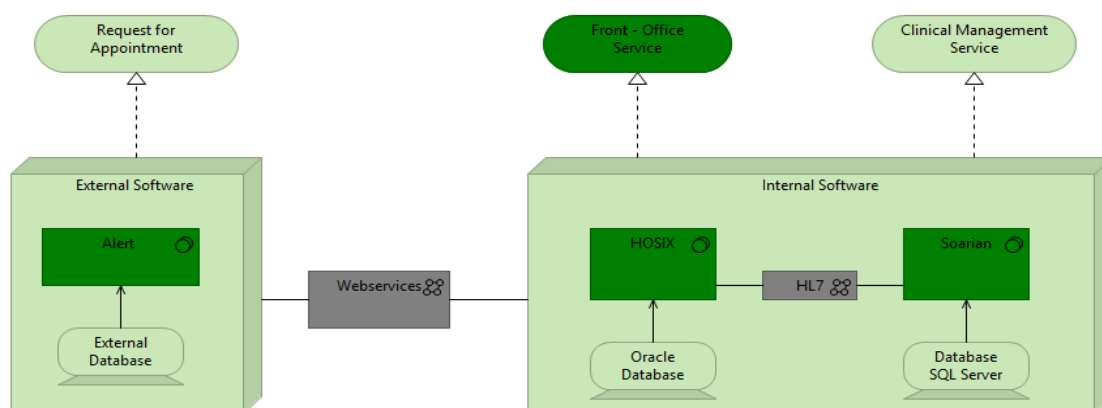 Request for
Appointment
Front - Office
Service
Clinical Management
Service
External Software
Internal Software
Alert
HOSIX
Soarian
Webservices
HL7
External
Database
Oracle
Database
Database
SQL Server